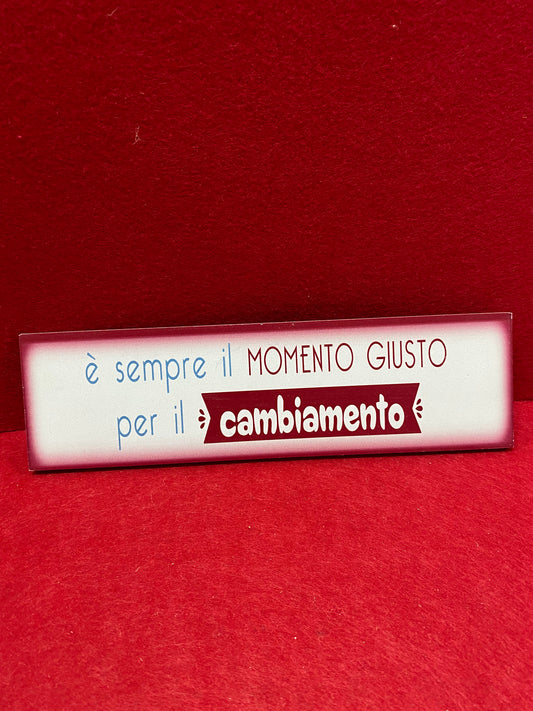 è sempre il MOMENTO GIUSTO
per il cambiamento